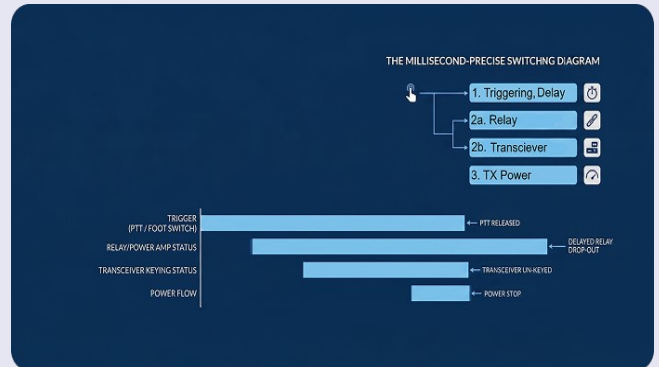 THE MILLISECOND-PRECISE SWITCHNG DIAGRAM
1. Triggering, Delay
2a. Relay
2b. Transciever
3. TX Power
TRIGGER
(PTT / FOOT SWITCH)
PTT RELEASED
RELAY/POWER AMP STATUS
DELAYED RELAY
DROP-OUT
TRANSCEIVER KEYING STATUS
TRANSCEIVER UN-KEYED
POWER FLOW
POWER STOP